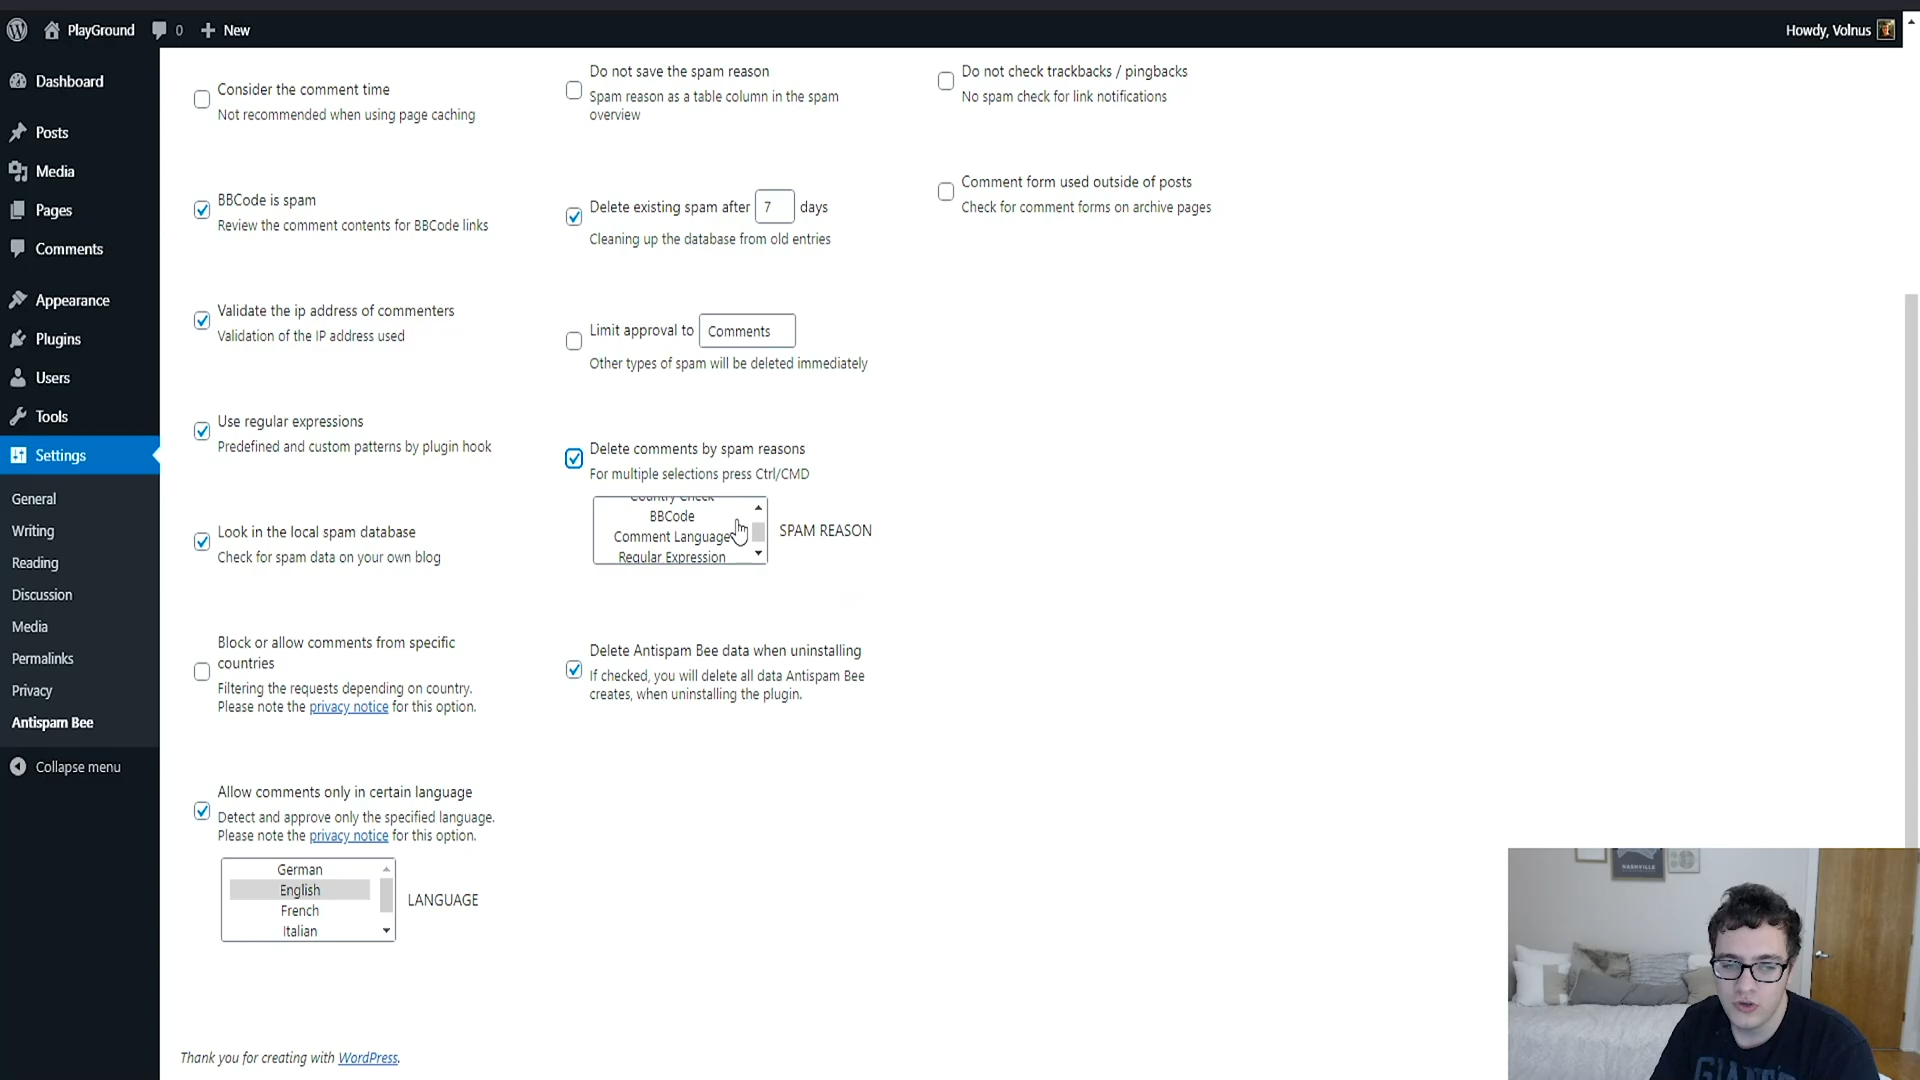 PlayGround 0 New Howdy, Volnus
Dashboard
Posts
Media
Pages
Comments
Appearance
Plugins
Users
Tools
Settings
General
Writing
Reading
Discussion
Media
Permalinks
Privacy
Antispam Bee
Collapse menu
Consider the comment time
Not recommended when using page caching
BBCode is spam
Review the comment contents for BBCode links
Validate the ip address of commenters
Validation of the IP address used
Use regular expressions
Predefined and custom patterns by plugin hook
Look in the local spam database
Check for spam data on your own blog
Block or allow comments from specific
countries
Filtering the requests depending on country.
Please note the privacy notice for this option.
Allow comments only in certain language
Detect and approve only the specified language.
Please note the privacy notice for this option.
German
English
French
Italian
LANGUAGE
Do not save the spam reason
Spam reason as a table column in the spam
overview
Delete existing spam after 7 days
Cleaning up the database from old entries
Limit approval to Comments
Other types of spam will be deleted immediately
Delete comments by spam reasons
For multiple selections press Ctrl/CMD
Country Check
BBCode
Comment Language
Regular Expression
SPAM REASON
Delete Antispam Bee data when uninstalling
If checked, you will delete all data Antispam Bee
creates, when uninstalling the plugin.
Do not check trackbacks / pingbacks
No spam check for link notifications
Comment form used outside of posts
Check for comment forms on archive pages
Thank you for creating with WordPress.
NASHVILLE